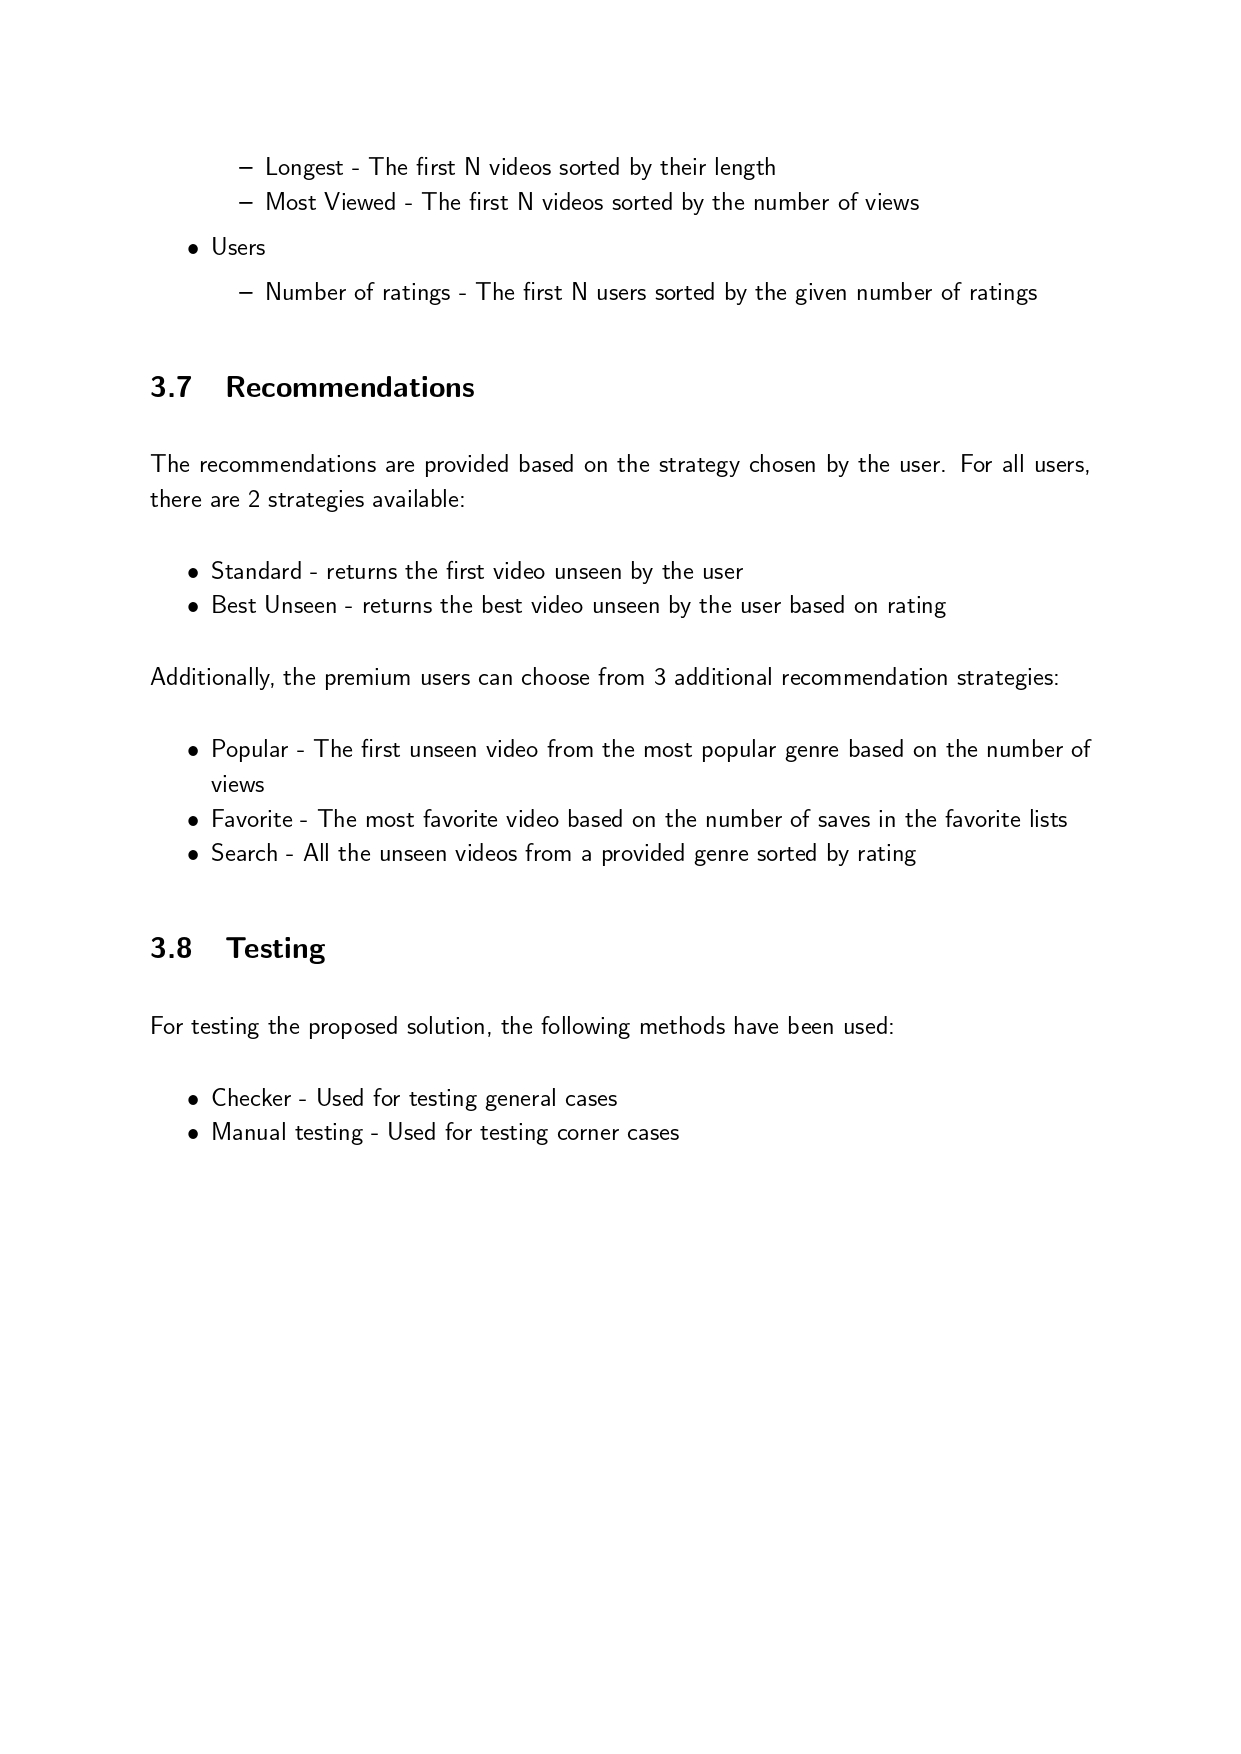 – Longest - The first N videos sorted by their length
– Most Viewed - The first N videos sorted by the number of views
• Users
– Number of ratings - The first N users sorted by the given number of ratings
3.7 Recommendations
The recommendations are provided based on the strategy chosen by the user. For all users,
there are 2 strategies available:
• Standard - returns the first video unseen by the user
• Best Unseen - returns the best video unseen by the user based on rating
Additionally, the premium users can choose from 3 additional recommendation strategies:
• Popular - The first unseen video from the most popular genre based on the number of
views
• Favorite - The most favorite video based on the number of saves in the favorite lists
• Search - All the unseen videos from a provided genre sorted by rating
3.8 Testing
For testing the proposed solution, the following methods have been used:
• Checker - Used for testing general cases
• Manual testing - Used for testing corner cases